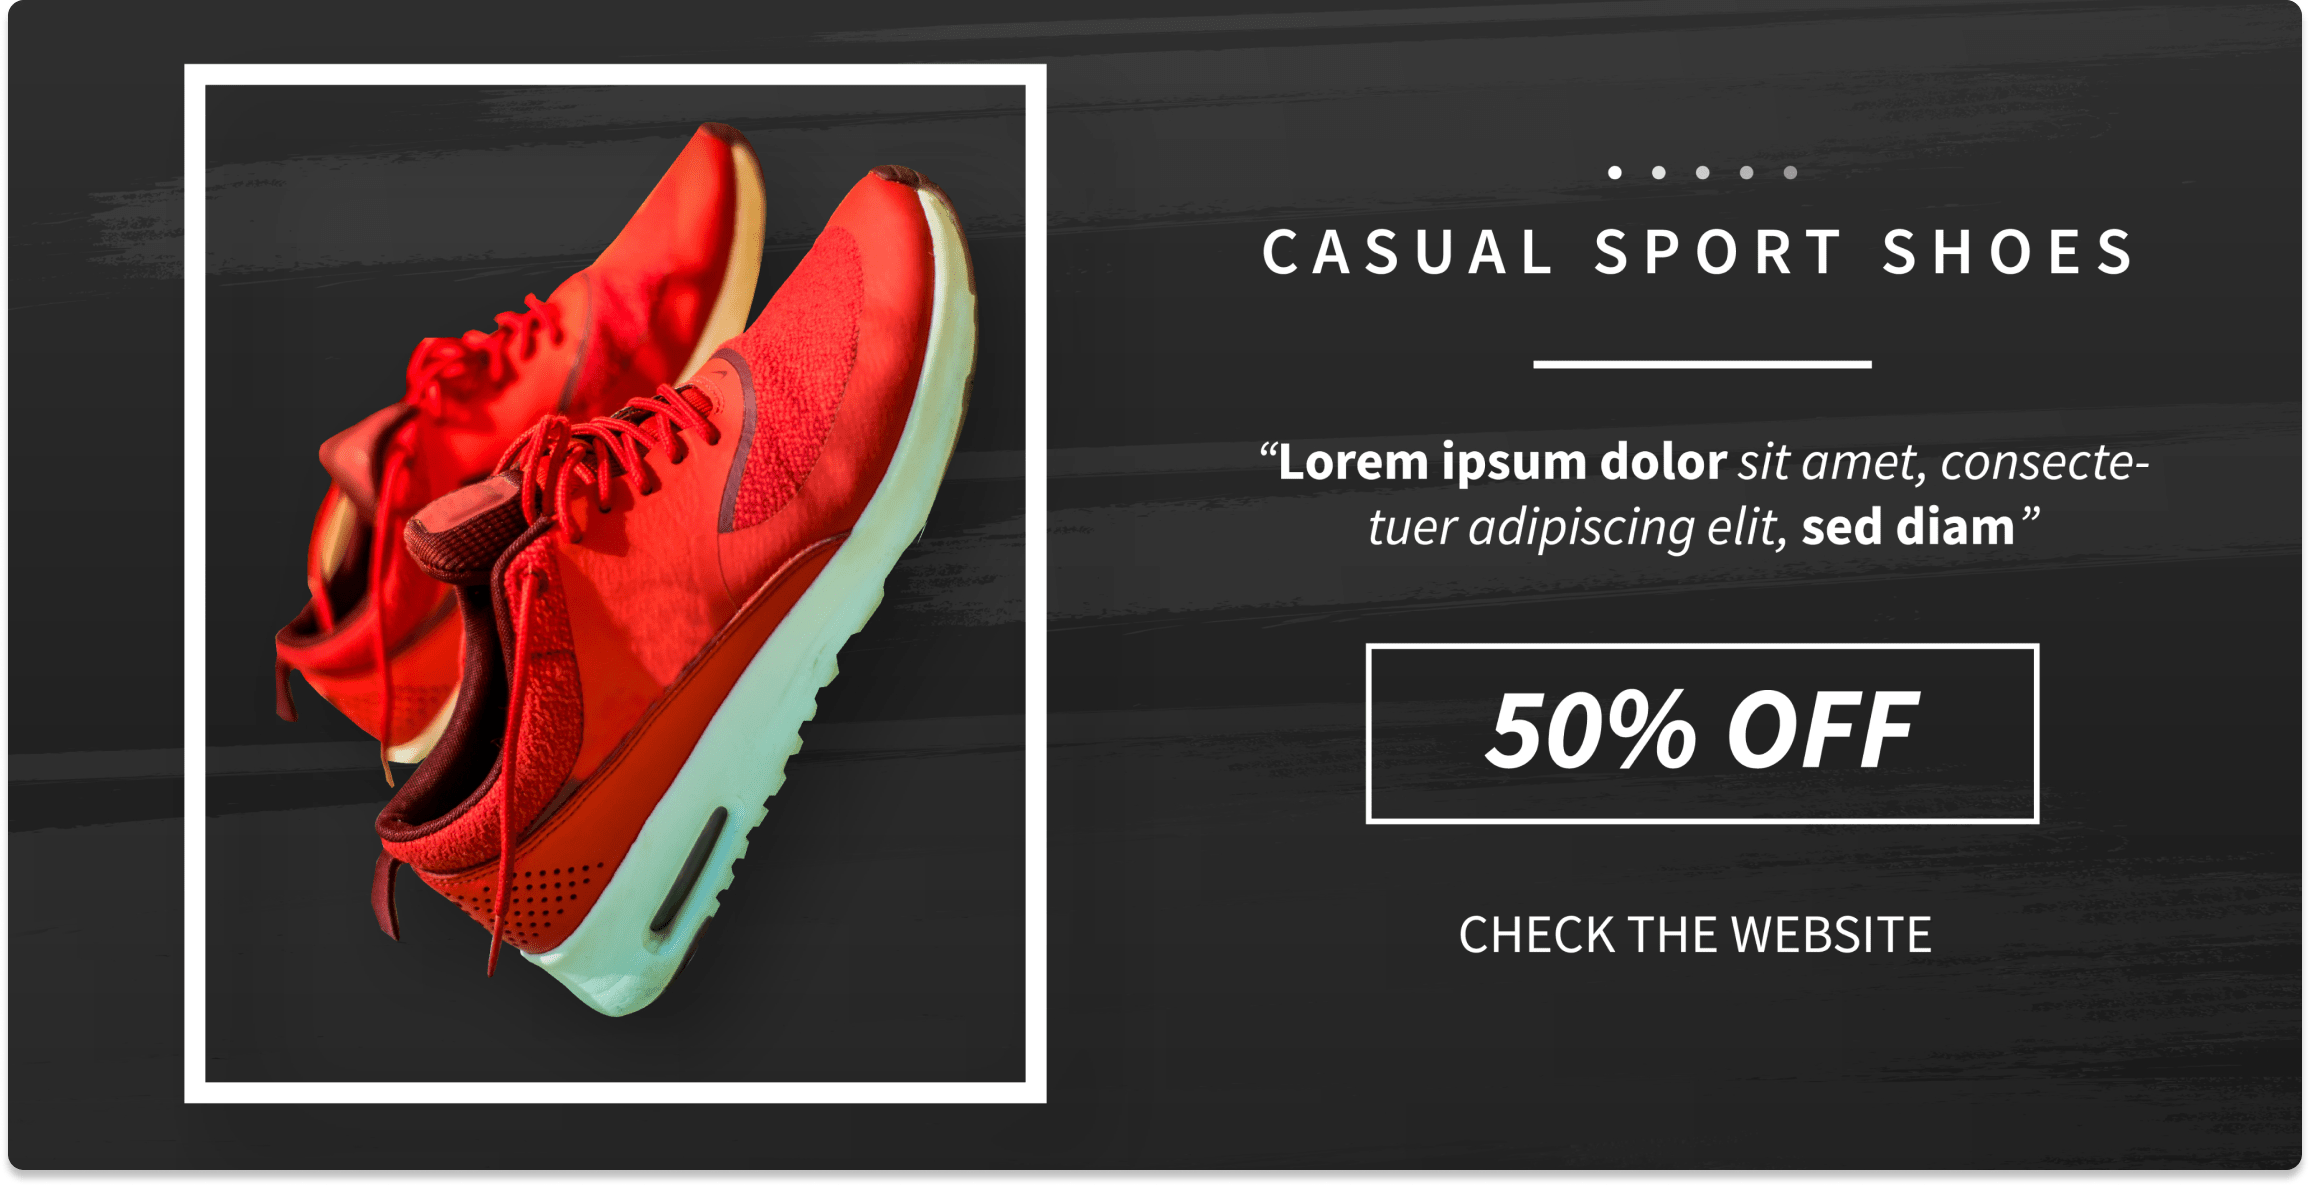 CASUAL SPORT SHOES
“Lorem ipsum dolor sit amet, consecte-
tuer adipiscing elit, sed diam”
50% OFF
CHECK THE WEBSITE